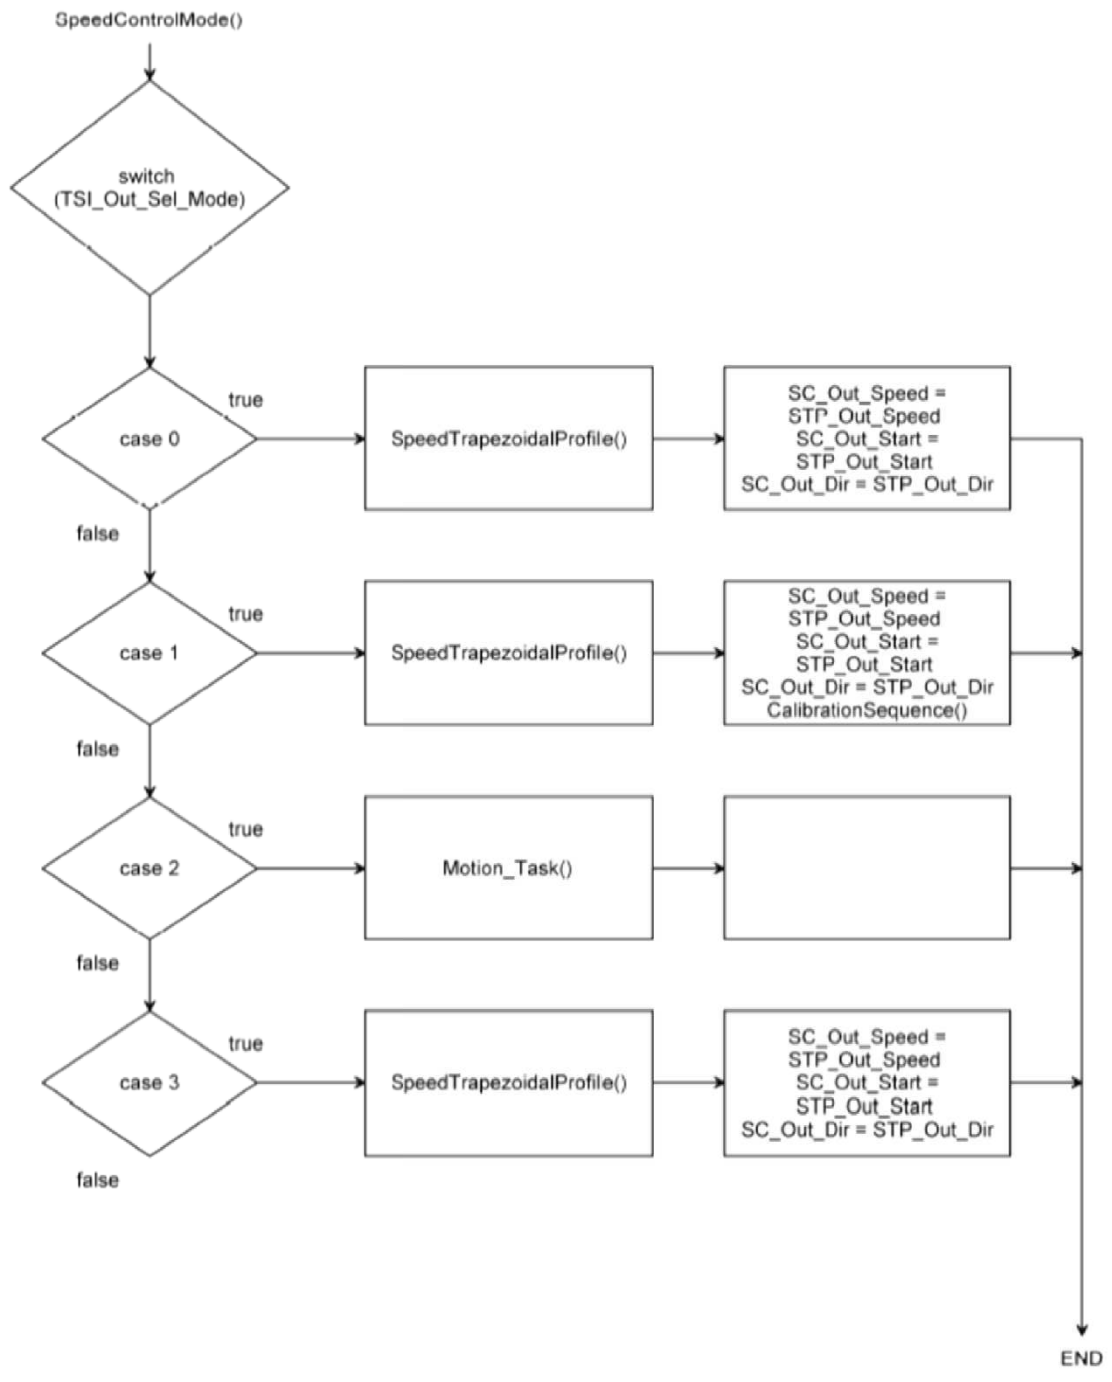 SpeedControlMode()
switch
(TSI_Out_Sel_Mode)
true
case 0
SpeedTrapezoidalProfile()
SC_Out_Speed =
STP_Out_Speed
SC_Out_Start =
STP_Out_Start
SC_Out_Dir = STP_Out_Dir
false
true
case 1
SpeedTrapezoidalProfile()
SC_Out_Speed =
STP_Out_Speed
SC_Out_Start =
STP_Out_Start
SC_Out_Dir = STP_Out_Dir
CalibrationSequence()
false
true
case 2
Motion_Task()
false
true
case 3
SpeedTrapezoidalProfile()
SC_Out_Speed =
STP_Out_Speed
SC_Out_Start =
STP_Out_Start
SC_Out_Dir = STP_Out_Dir
false
END